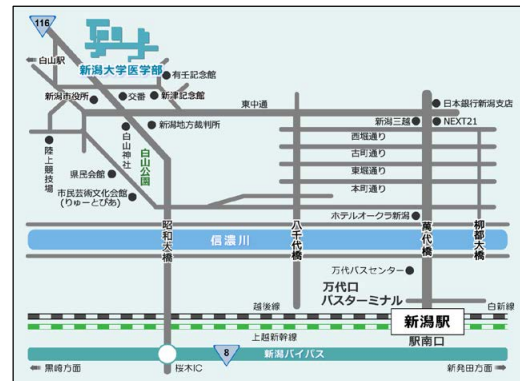 116
白山駅
新潟大学医学部
有壬記念館
新潟市役所
交番
新津記念館
東中通
日本銀行新潟支店
新潟三越
NEXT21
新潟地方裁判所
白山神社
白山公園
陸上競技場
県民会館
市民芸術文化会館
(りゅーとぴあ)
西堀通り
古町通り
東堀通り
本町通り
ホテルオークラ新潟
昭和大橋
八千代橋
萬代橋
柳都大橋
信濃川
万代バスセンター
万代口
バスターミナル
越後線
白新線
新潟駅
駅南口
上越新幹線
8
新潟バイパス
黒崎方面
桜木IC
新発田方面